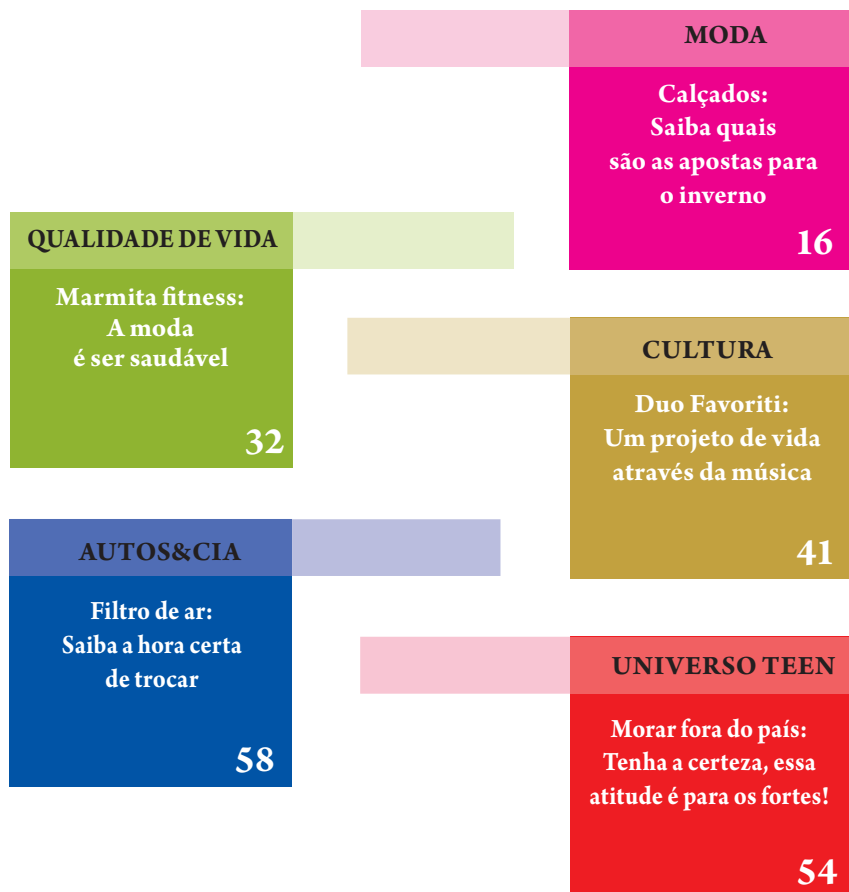 MODA
Calçados:
Saiba quais
são as apostas para
o inverno
16
QUALIDADE DE VIDA
Marmita fitness:
A moda
é ser saudável
32
CULTURA
Duo Favoriti:
Um projeto de vida
através da música
41
AUTOS&CIA
Filtro de ar:
Saiba a hora certa
de trocar
58
UNIVERSO TEEN
Morar fora do país:
Tenha a certeza, essa
atitude é para os fortes!
54